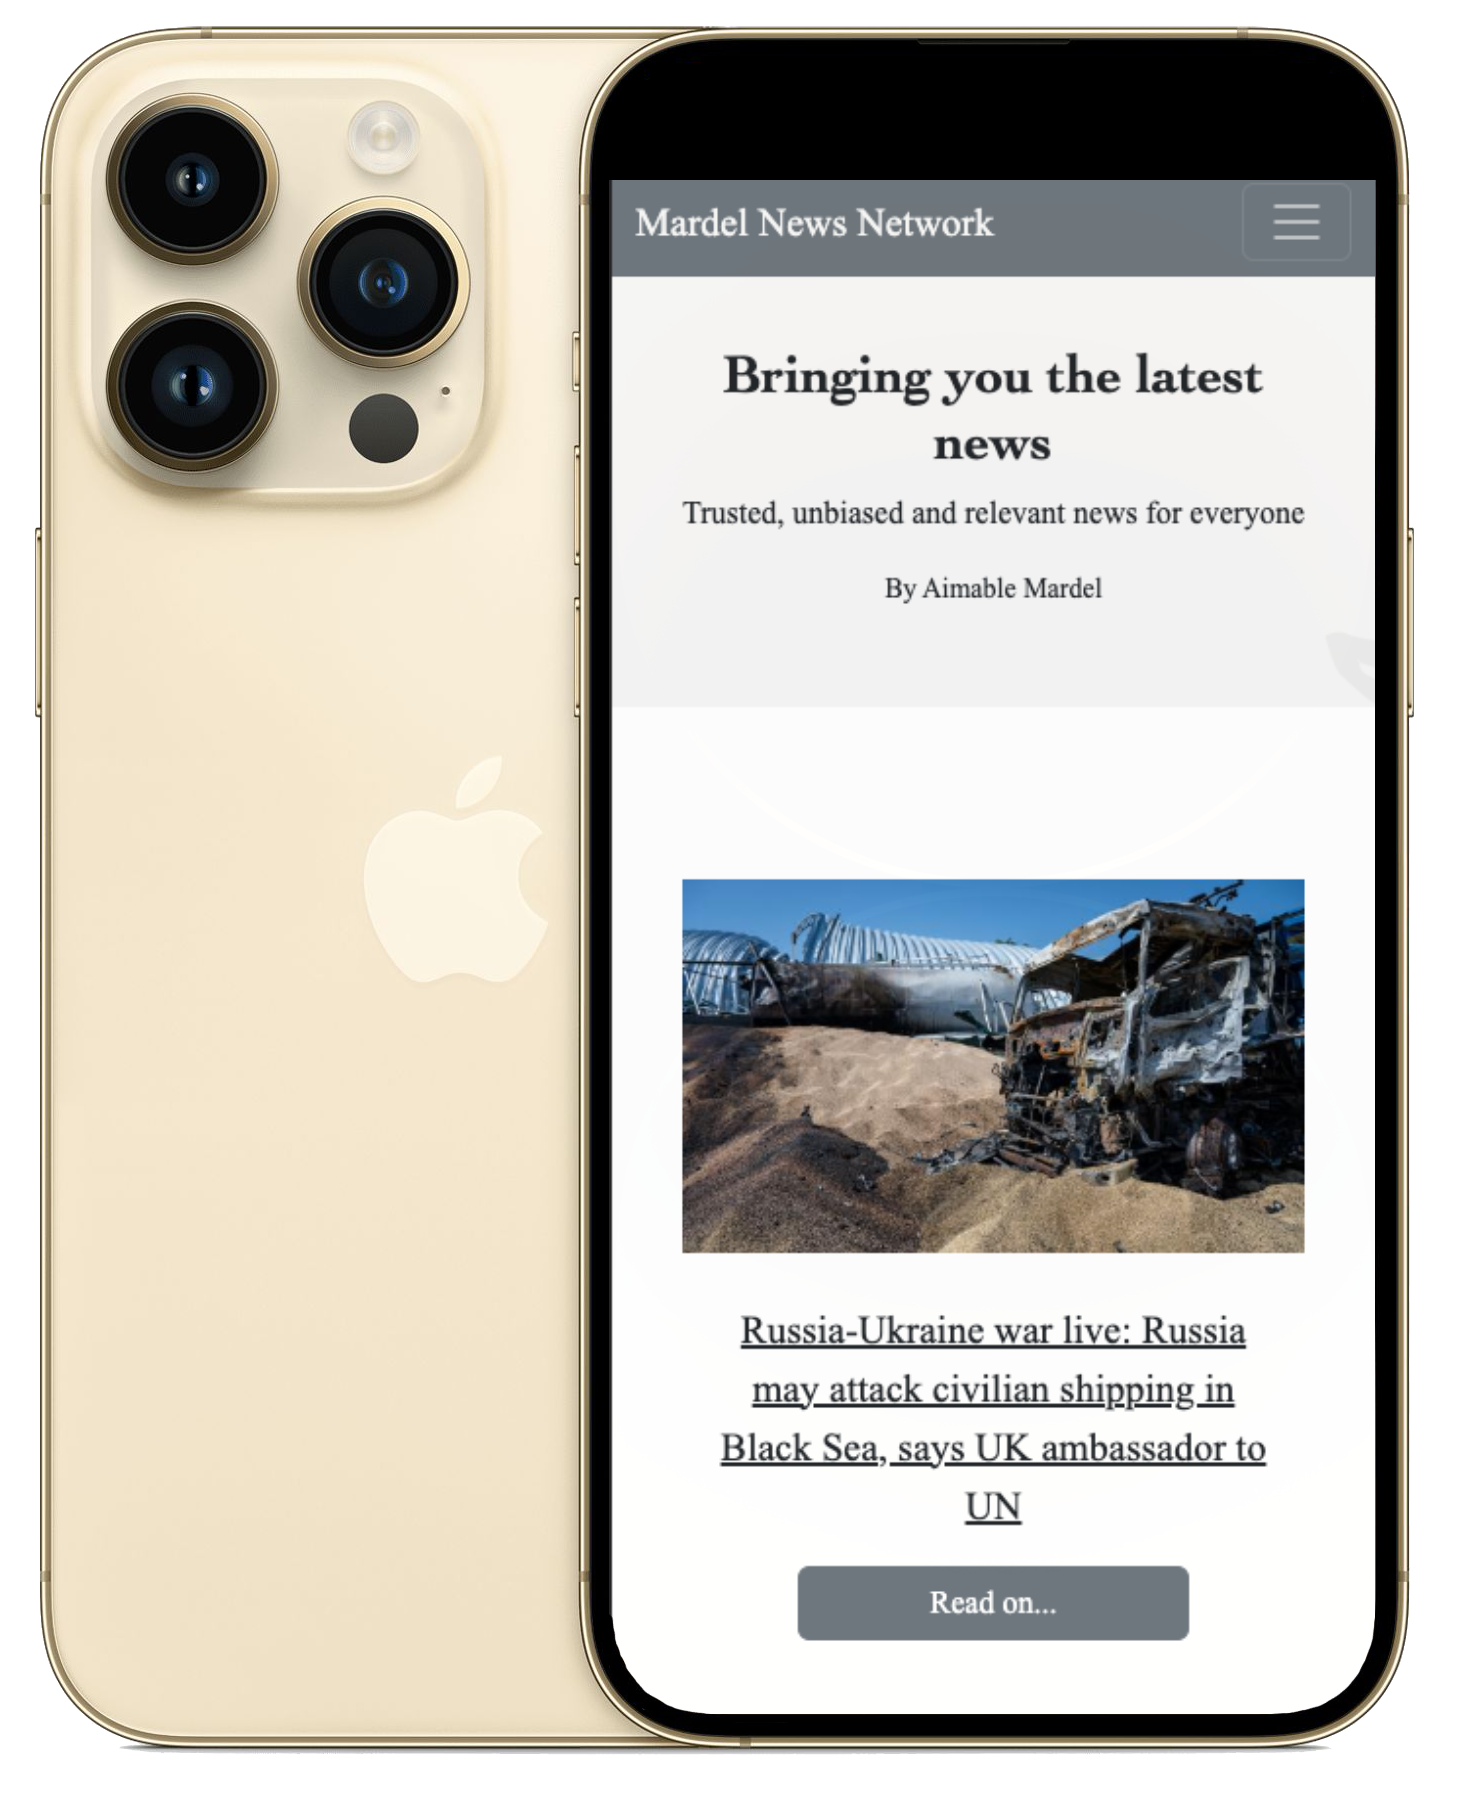 Mardel News Network
Bringing you the latest
news
Trusted, unbiased and relevant news for everyone
By Aimable Mardel
Russia-Ukraine war live: Russia
may attack civilian shipping in
Black Sea, says UK ambassador to
UN
Read on...